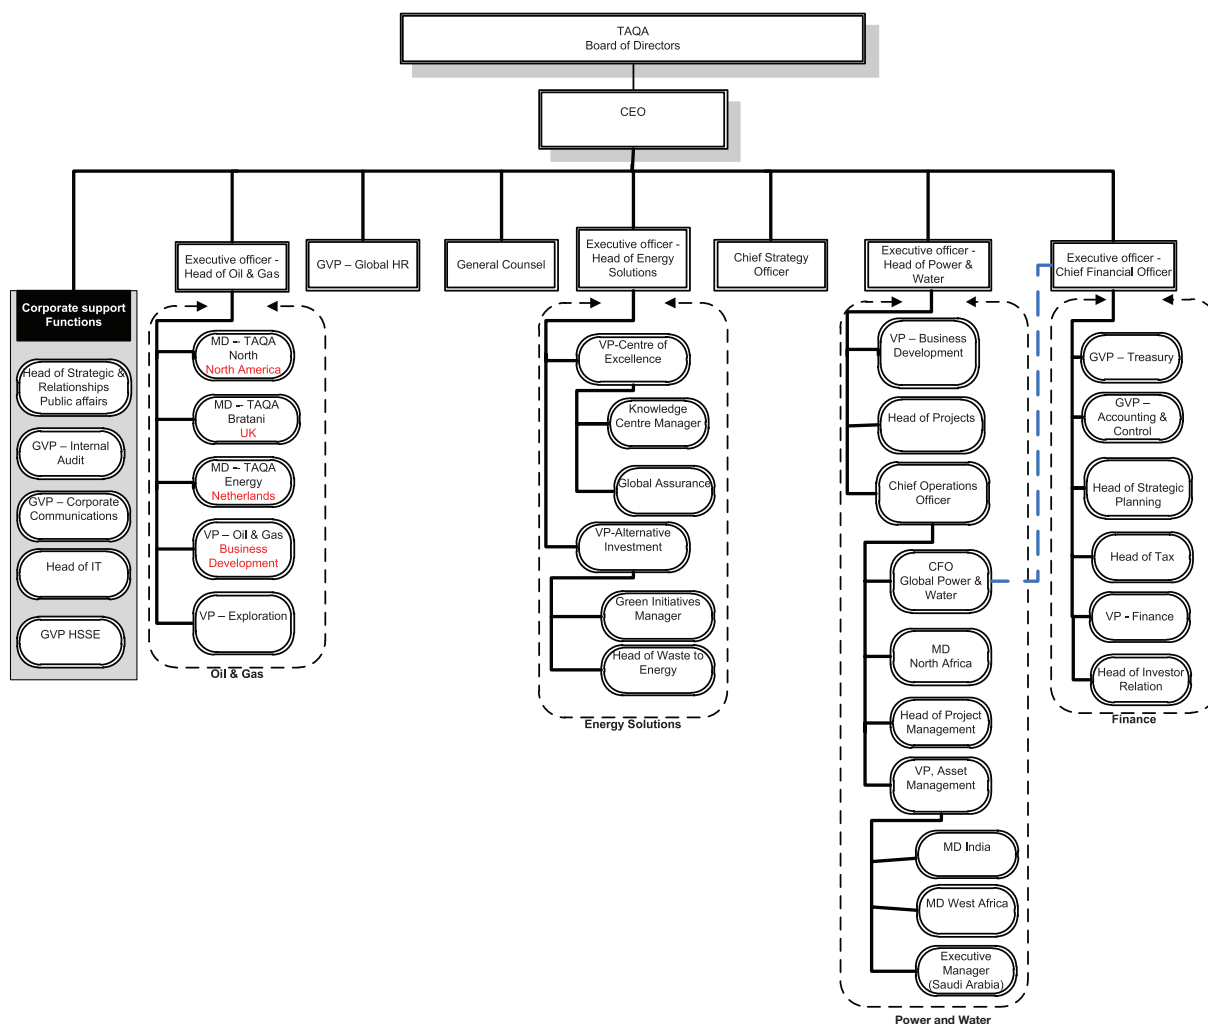 TAQA
Board of Directors
CEO
Executive officer -
Head of Oil & Gas
GVP – Global HR
General Counsel
Executive officer -
Head of Energy
Solutions
Chief Strategy
Officer
Executive officer -
Head of Power &
Water
Executive officer -
Chief Financial Officer
Corporate support
Functions
Head of Strategic &
Relationships
Public affairs
GVP – Internal
Audit
GVP – Corporate
Communications
Head of IT
GVP HSSE
MD – TAQA
North
North America
MD – TAQA
Bratani
UK
MD – TAQA
Energy
Netherlands
VP – Oil & Gas
Business
Development
VP – Exploration
Oil & Gas
VP-Centre of
Excellence
Knowledge
Centre Manager
Global Assurance
VP-Alternative
Investment
Green Initiatives
Manager
Head of Waste to
Energy
Energy Solutions
VP – Business
Development
Head of Projects
Chief Operations
Officer
CFO
Global Power &
Water
MD
North Africa
Head of Project
Management
VP, Asset
Management
MD India
MD West Africa
Executive
Manager
(Saudi Arabia)
Power and Water
GVP – Treasury
GVP –
Accounting &
Control
Head of Strategic
Planning
Head of Tax
VP - Finance
Head of Investor
Relation
Finance